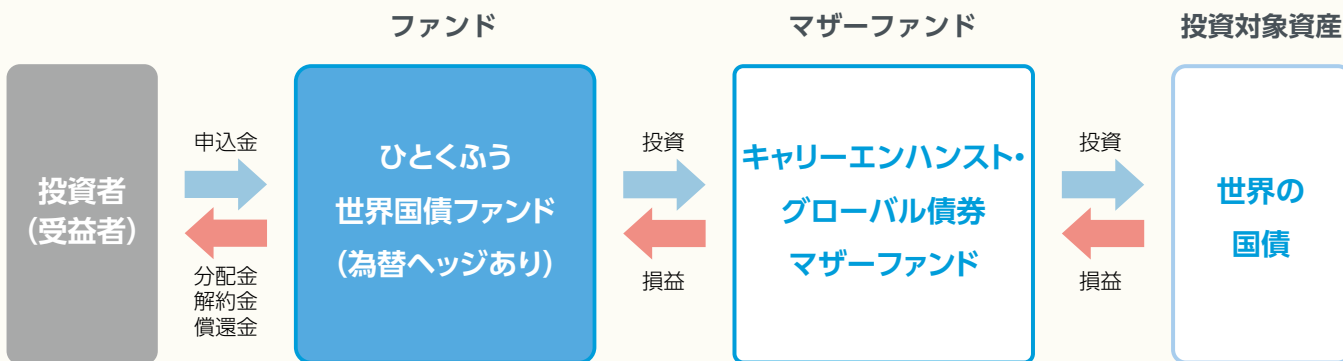 ファンド
マザーファンド
投資対象資産
投資者
(受益者)
申込金
分配金
解約金
償還金
ひとくふう
世界国債ファンド
(為替ヘッジあり)
投資
損益
キャリーエンハンスト・
グローバル債券
マザーファンド
投資
損益
世界の
国債